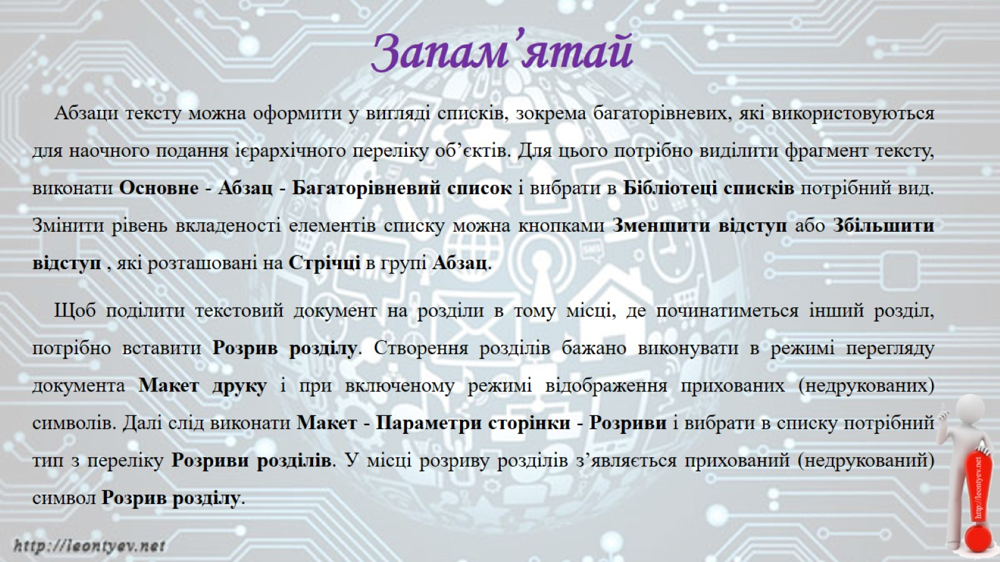 Запам’ятай
Абзаци тексту можна оформити у вигляді списків, зокрема багаторівневих, які використовуються
для наочного подання ієрархічного переліку об’єктів. Для цього потрібно виділити фрагмент тексту,
виконати Основне - Абзац - Багаторівневий список і вибрати в Бібліотеці списків потрібний вид.
Змінити рівень вкладеності елементів списку можна кнопками Зменшити відступ або Збільшити
відступ , які розташовані на Стрічці в групі Абзац.
Щоб поділити текстовий документ на розділи в тому місці, де починатиметься інший розділ,
потрібно вставити Розрив розділу. Створення розділів бажано виконувати в режимі перегляду
документа Макет друку і при включеному режимі відображення прихованих (недрукованих)
символів. Далі слід виконати Макет - Параметри сторінки - Розриви і вибрати в списку потрібний
тип з переліку Розриви розділів. У місці розриву розділів з’являється прихований (недрукований)
символ Розрив розділу.
http://leontyev.net
http://leontyev.net
SMS
SMS